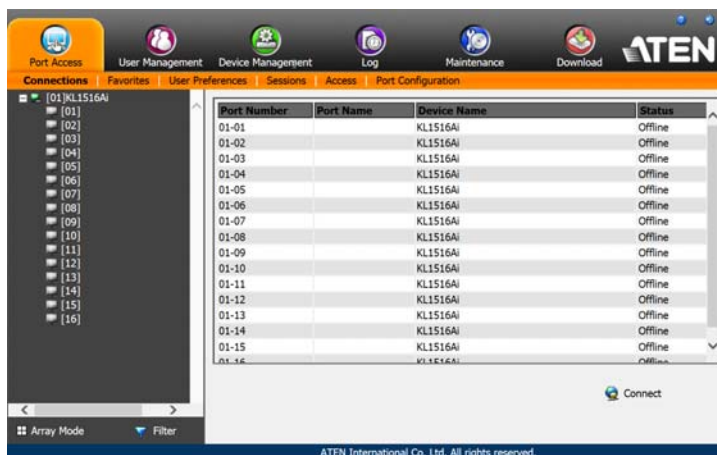 Port Access User Management Device Management Log Maintenance Download ATEN
Connections Favorites User Preferences Sessions Access Port Configuration
[01]KL1516Ai
[01]
[02]
[03]
[04]
[05]
[06]
[07]
[08]
[09]
[10]
[11]
[12]
[13]
[14]
[15]
[16]
Port Number Port Name Device Name Status
01-01 KL1516Ai Offline
01-02 KL1516Ai Offline
01-03 KL1516Ai Offline
01-04 KL1516Ai Offline
01-05 KL1516Ai Offline
01-06 KL1516Ai Offline
01-07 KL1516Ai Offline
01-08 KL1516Ai Offline
01-09 KL1516Ai Offline
01-10 KL1516Ai Offline
01-11 KL1516Ai Offline
01-12 KL1516Ai Offline
01-13 KL1516Ai Offline
01-14 KL1516Ai Offline
01-15 KL1516Ai Offline
01-16 KL1516Ai Offline
Connect
Array Mode Filter
ATEN International Co. Ltd. All rights reserved.